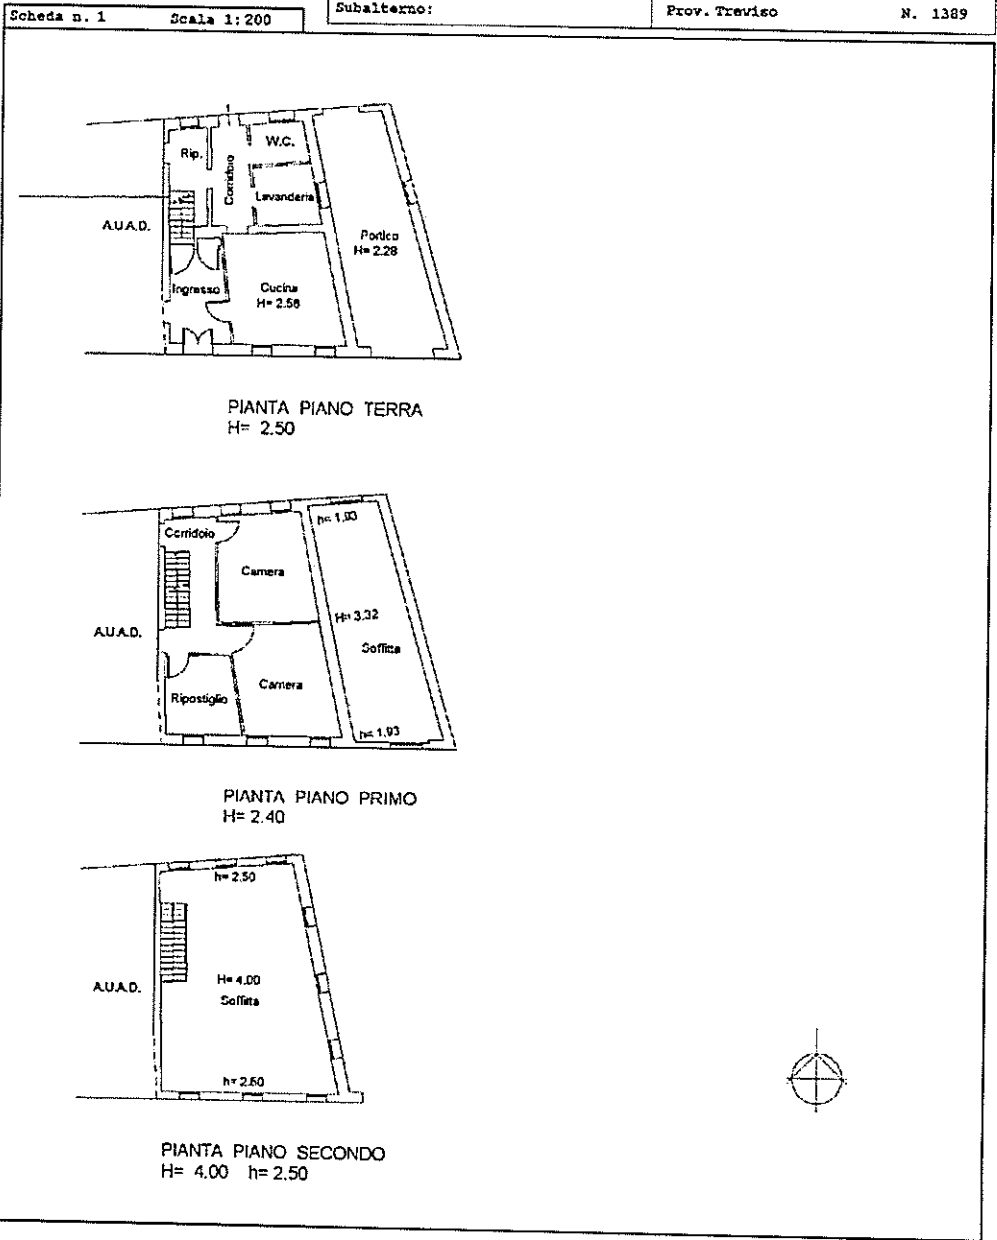 Scheda n. 1 Scala 1:200
Subalterno:
Prov. Treviso N. 1389
1
Rip.
Corridoio
W.C.
Lavanderia
A.U.A.D.
Portico
H= 2.28
Ingresso
Cucina
H= 2.58
PIANTA PIANO TERRA
H= 2.50
Corridoio
h= 1,93
Camera
H= 3.32
A.U.A.D.
Soffitta
Ripostiglio
Camera
h= 1,93
PIANTA PIANO PRIMO
H= 2.40
h= 2.50
A.U.A.D.
H= 4.00
Soffitta
h= 2.50
PIANTA PIANO SECONDO
H= 4.00 h= 2.50